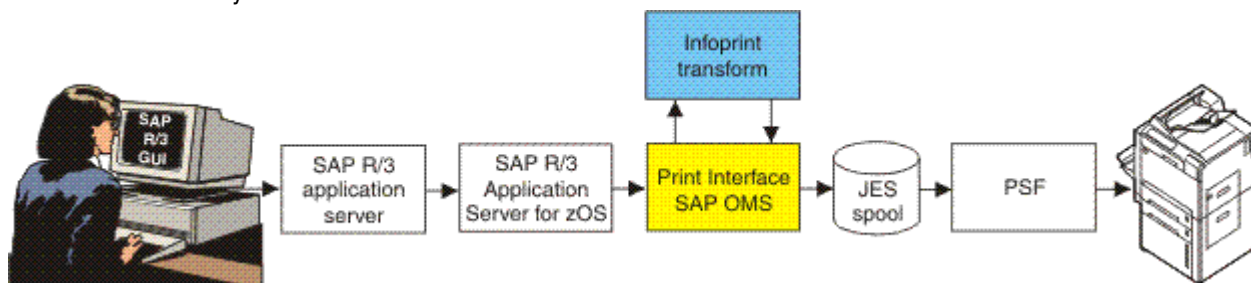 SAP
R/3
GUI
SAP R/3
application
server
SAP R/3
Application
Server for zOS
Infoprint
transform
Print Interface
SAP OMS
JES
spool
PSF